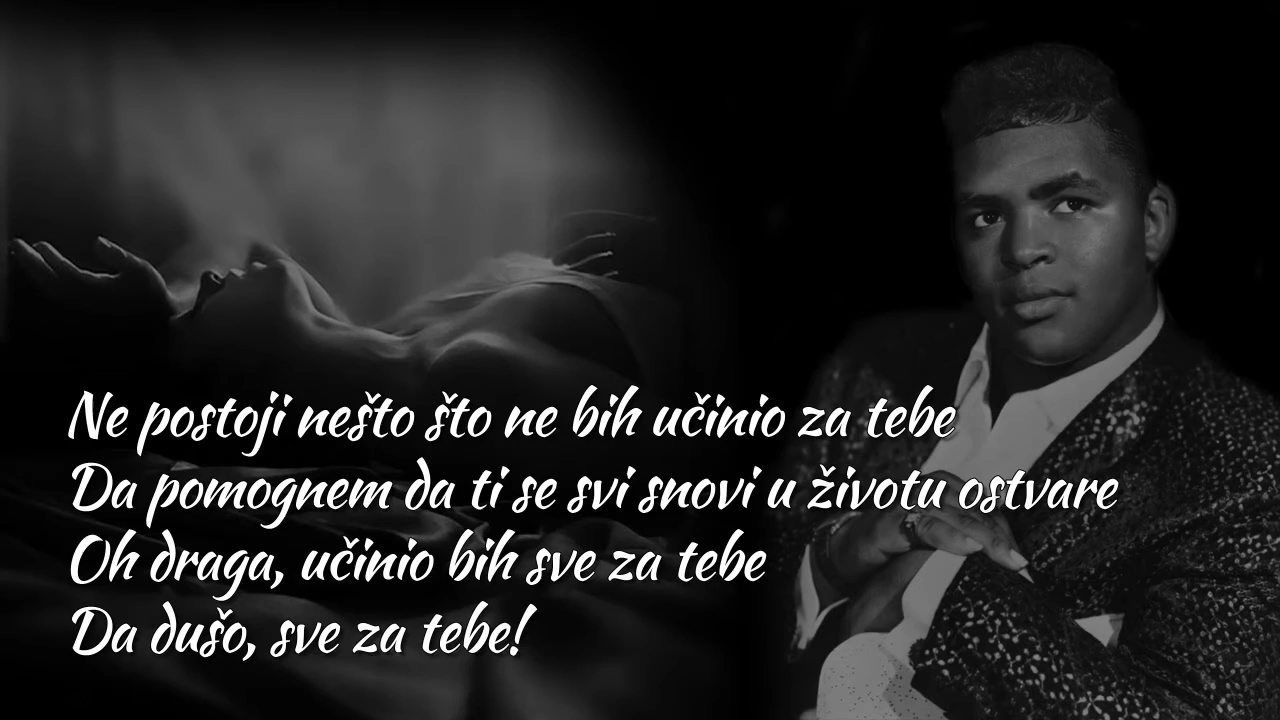 Ne postoji nešto što ne bih učinio za tebe
Da pomognem da ti se svi snovi u životu ostvare
Oh draga, učinio bih sve za tebe
Da dušo, sve za tebe!